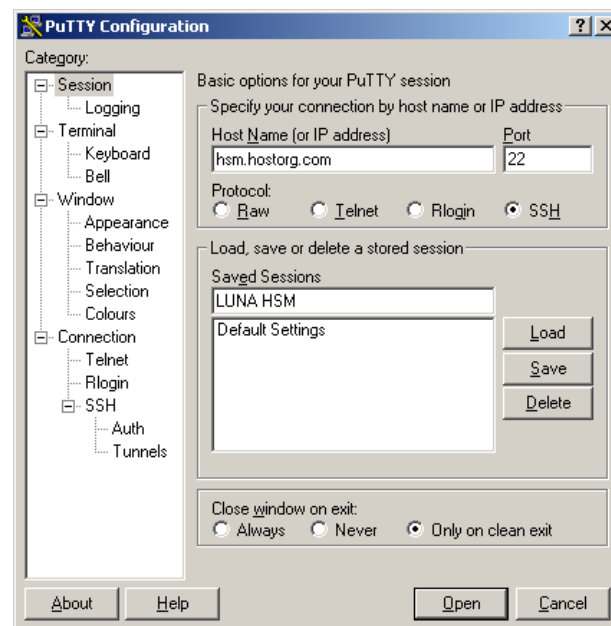 PuTTY Configuration
Category:
Session
Logging
Terminal
Keyboard
Bell
Window
Appearance
Behaviour
Translation
Selection
Colours
Connection
Telnet
Rlogin
SSH
Auth
Tunnels
Basic options for your PuTTY session
Specify your connection by host name or IP address
Host Name (or IP address) Port
hsm.hostorg.com 22
Protocol:
Raw Telnet Rlogin SSH
Load, save or delete a stored session
Saved Sessions
LUNA HSM
Default Settings
Load
Save
Delete
Close window on exit:
Always Never Only on clean exit
About Help Open Cancel